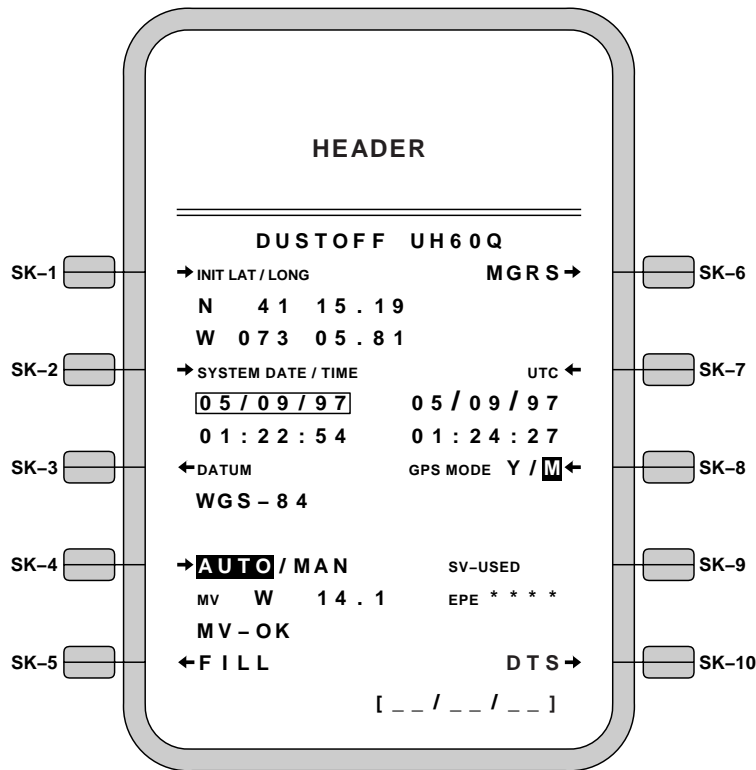 HEADER
DUSTOFF UH60Q
SK–1 → INIT LAT / LONG MGRS → SK–6
N 41 15.19
W 073 05.81
SK–2 → SYSTEM DATE / TIME UTC ← SK–7
05/09/97 05/09/97
01:22:54 01:24:27
SK–3 ← DATUM GPS MODE Y/M ← SK–8
WGS–84
SK–4 → AUTO/MAN SV–USED SK–9
MV W 14.1 EPE ****
MV–OK
SK–5 ← FILL DTS → SK–10
[__/__/__]